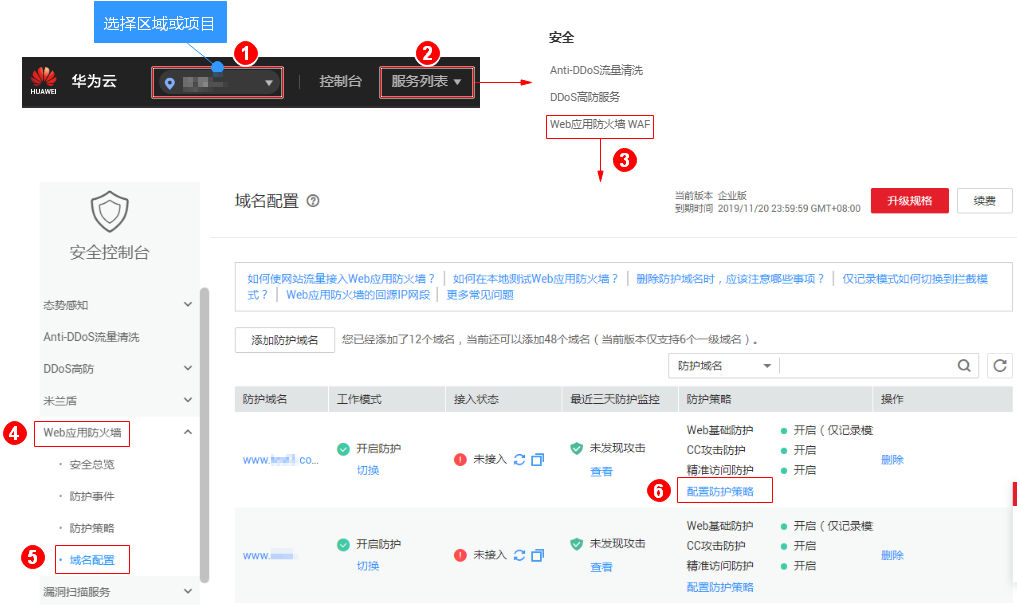 选择区域或项目
1
2
HUAWEI
华为云
控制台
服务列表
安全
Anti-DDoS流量清洗
DDoS高防服务
Web应用防火墙 WAF
3
安全控制台
态势感知
Anti-DDoS流量清洗
DDoS高防
米兰盾
4
Web应用防火墙
· 安全总览
· 防护事件
· 防护策略
5
· 域名配置
漏洞扫描服务
域名配置 ?
当前版本 企业版
到期时间 2019/11/20 23:59:59 GMT+08:00
升级规格
续费
如何使网站流量接入Web应用防火墙？ | 如何在本地测试Web应用防火墙？ | 删除防护域名时，应该注意哪些事项？ | 仅记录模式如何切换到拦截模
式？ | Web应用防火墙的回源IP网段 | 更多常见问题
添加防护域名
您已经添加了12个域名，当前还可以添加48个域名（当前版本仅支持6个一级域名）。
防护域名
防护域名 工作模式 接入状态 最近三天防护监控 防护策略 操作
www. co...
开启防护
切换
未接入
未发现攻击
查看
Web基础防护 开启（仅记录模
CC攻击防护 开启
精准访问防护 开启
6
配置防护策略
删除
www.
开启防护
切换
未接入
未发现攻击
查看
Web基础防护 开启（仅记录模
CC攻击防护 开启
精准访问防护 开启
配置防护策略
删除